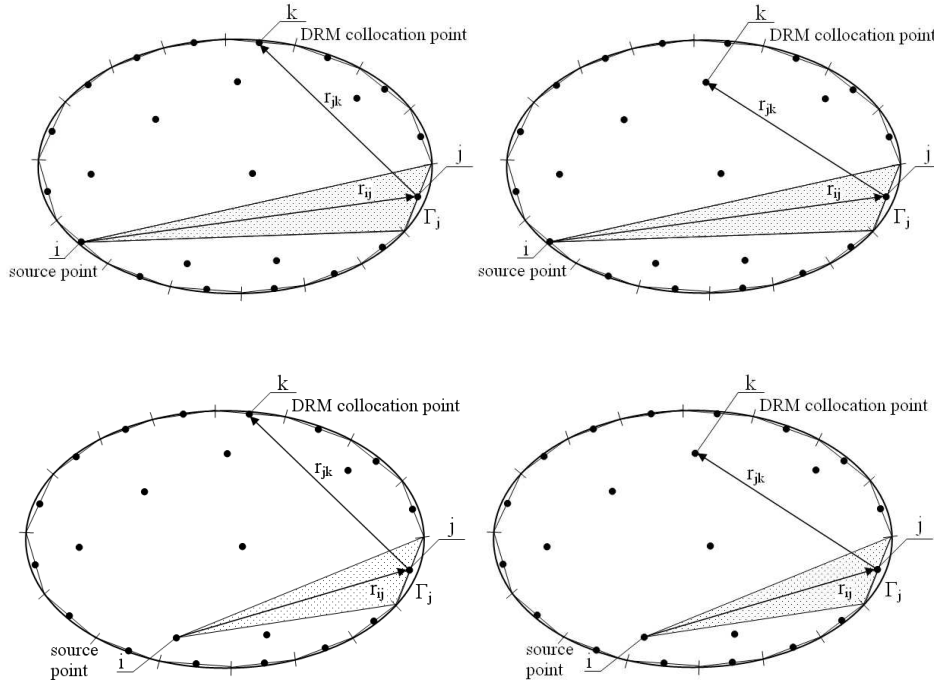 k
DRM collocation point
r_jk
j
r_ij
Γ_j
i
source point
k
DRM collocation point
r_jk
j
r_ij
Γ_j
i
source point
k
DRM collocation point
r_jk
j
r_ij
Γ_j
source
point
i
k
DRM collocation point
r_jk
j
r_ij
Γ_j
source
point
i